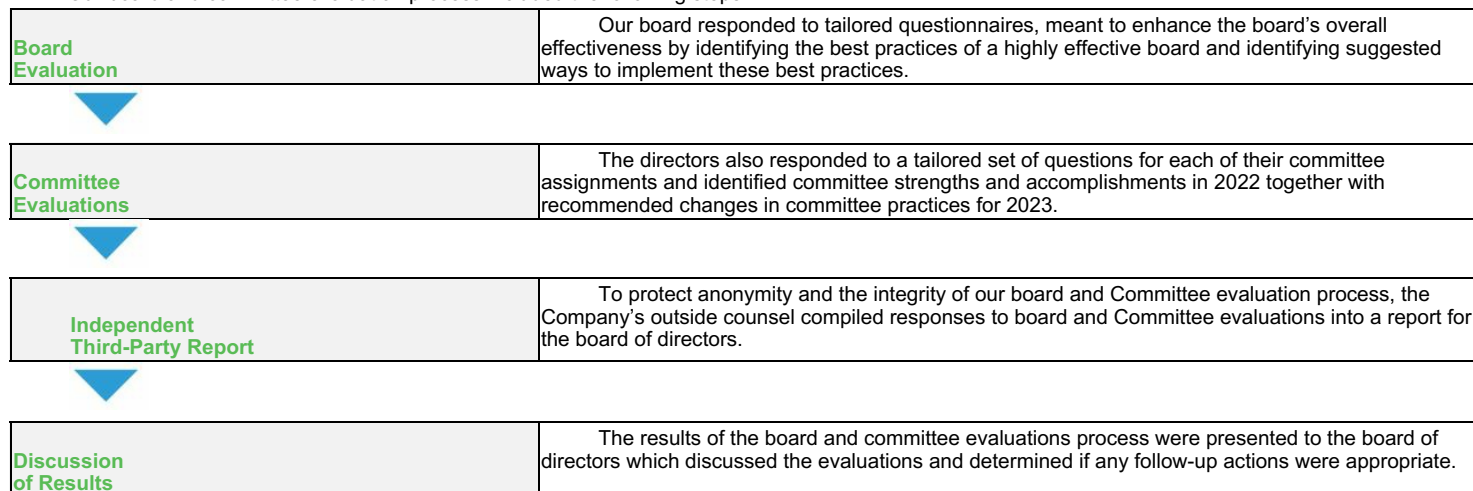 Board
Evaluation
Our board responded to tailored questionnaires, meant to enhance the board’s overall
effectiveness by identifying the best practices of a highly effective board and identifying suggested
ways to implement these best practices.
Committee
Evaluations
The directors also responded to a tailored set of questions for each of their committee
assignments and identified committee strengths and accomplishments in 2022 together with
recommended changes in committee practices for 2023.
Independent
Third-Party Report
To protect anonymity and the integrity of our board and Committee evaluation process, the
Company’s outside counsel compiled responses to board and Committee evaluations into a report for
the board of directors.
Discussion
of Results
The results of the board and committee evaluations process were presented to the board of
directors which discussed the evaluations and determined if any follow-up actions were appropriate.